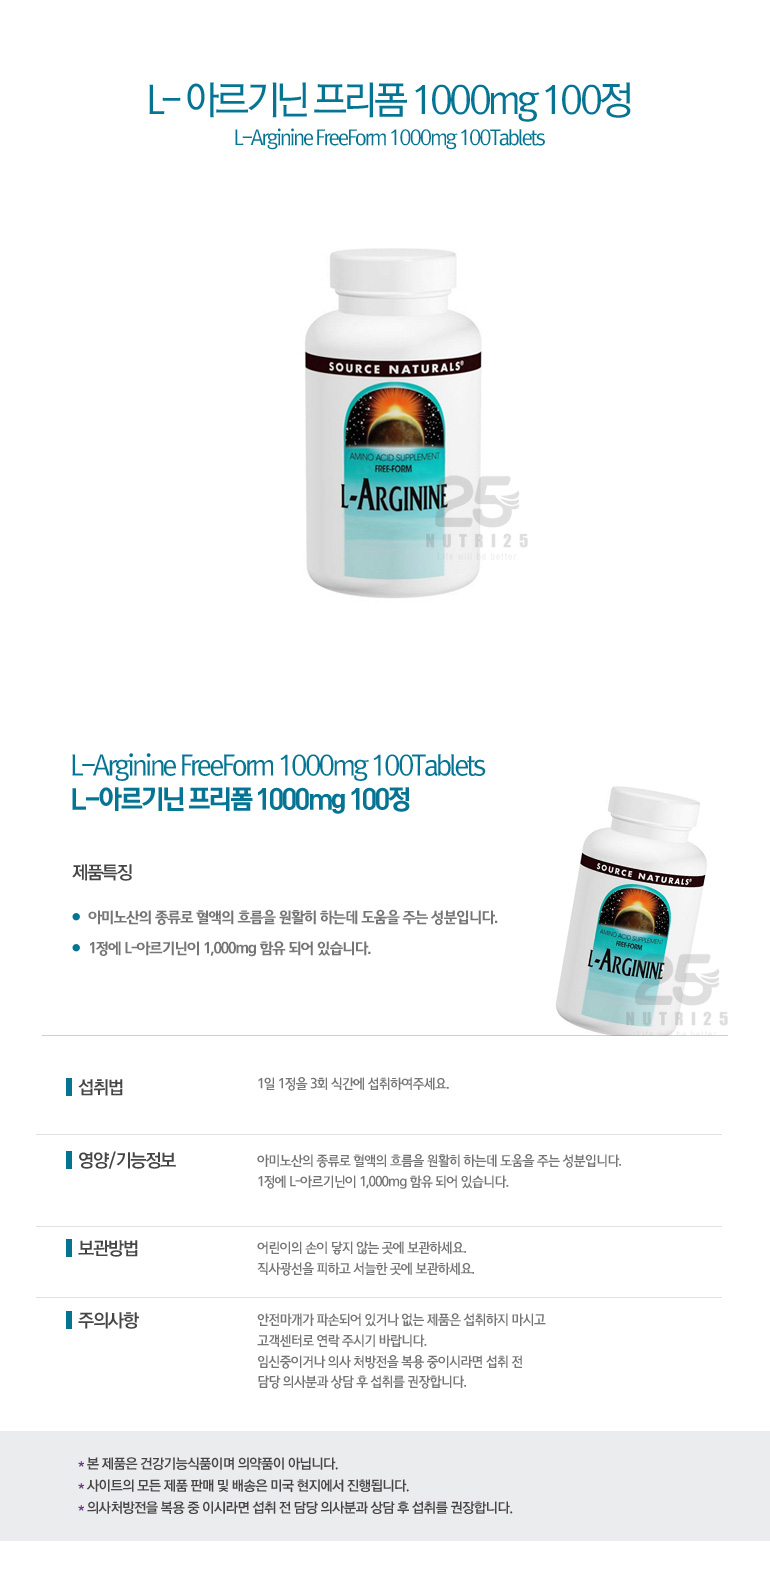 L- 아르기닌 프리폼 1000mg 100정
L-Arginine FreeForm 1000mg 100Tablets
SOURCE NATURALS®
AMINO ACID SUPPLEMENT
FREE-FORM
L-ARGININE
25
NUTRI25
Life will be better
L-Arginine FreeForm 1000mg 100Tablets
L-아르기닌 프리폼 1000mg 100정
제품특징
● 아미노산의 종류로 혈액의 흐름을 원활히 하는데 도움을 주는 성분입니다.
● 1정에 L-아르기닌이 1,000mg 함유 되어 있습니다.
SOURCE NATURALS®
AMINO ACID SUPPLEMENT
FREE-FORM
L-ARGININE
25
NUTRI25
섭취법
1일 1정을 3회 식간에 섭취하여주세요.
영양/기능정보
아미노산의 종류로 혈액의 흐름을 원활히 하는데 도움을 주는 성분입니다.
1정에 L-아르기닌이 1,000mg 함유 되어 있습니다.
보관방법
어린이의 손이 닿지 않는 곳에 보관하세요.
직사광선을 피하고 서늘한 곳에 보관하세요.
주의사항
안전마개가 파손되어 있거나 없는 제품은 섭취하지 마시고
고객센터로 연락 주시기 바랍니다.
임신중이거나 의사 처방전을 복용 중이시라면 섭취 전
담당 의사분과 상담 후 섭취를 권장합니다.
* 본 제품은 건강기능식품이며 의약품이 아닙니다.
* 사이트의 모든 제품 판매 및 배송은 미국 현지에서 진행됩니다.
* 의사처방전을 복용 중 이시라면 섭취 전 담당 의사분과 상담 후 섭취를 권장합니다.